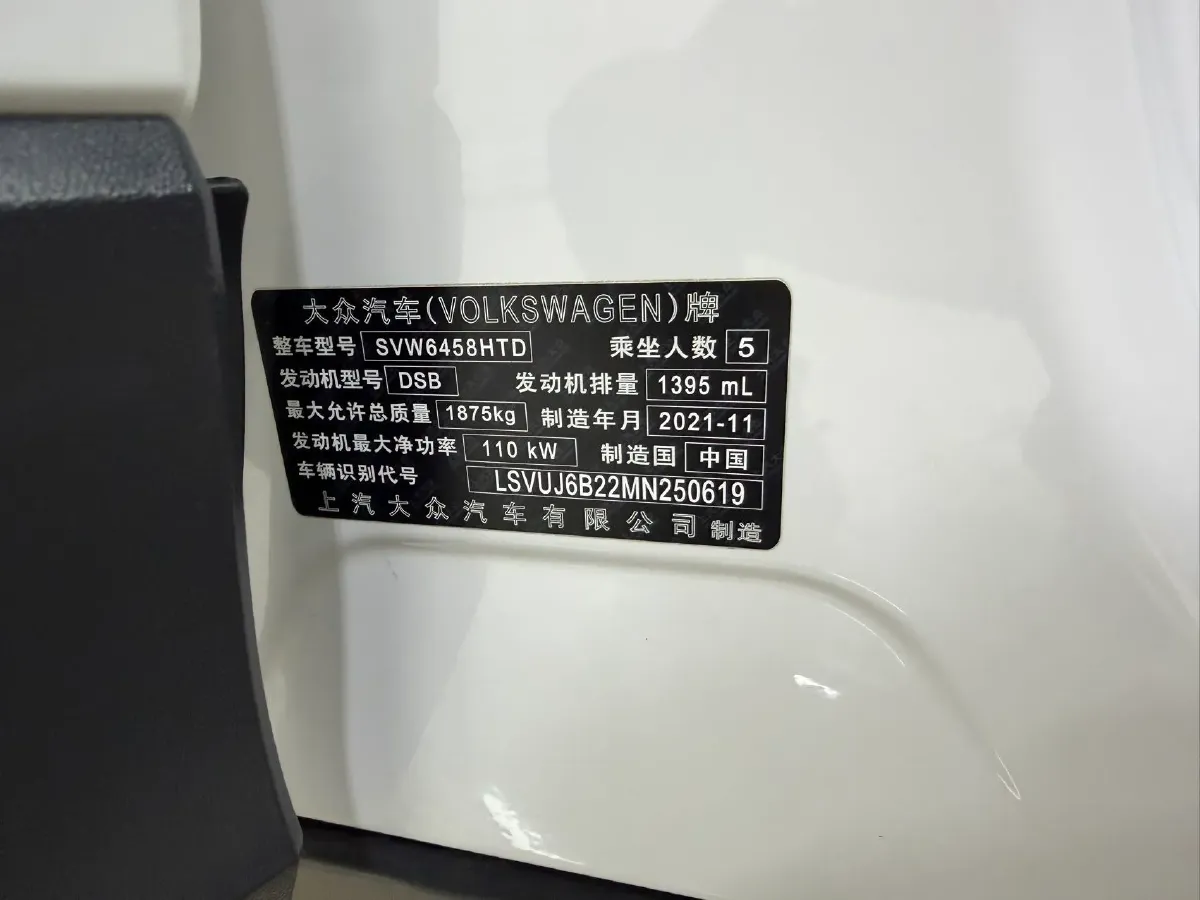 大众汽车(VOLKSWAGEN)牌
整车型号 SVW6458HTD 乘坐人数 5
发动机型号 DSB 发动机排量 1395 mL
最大允许总质量 1875kg 制造年月 2021-11
发动机最大净功率 110 kW 制造国 中国
车辆识别代号 LSVUJ6B22MN250619
上汽大众汽车有限公司 制造